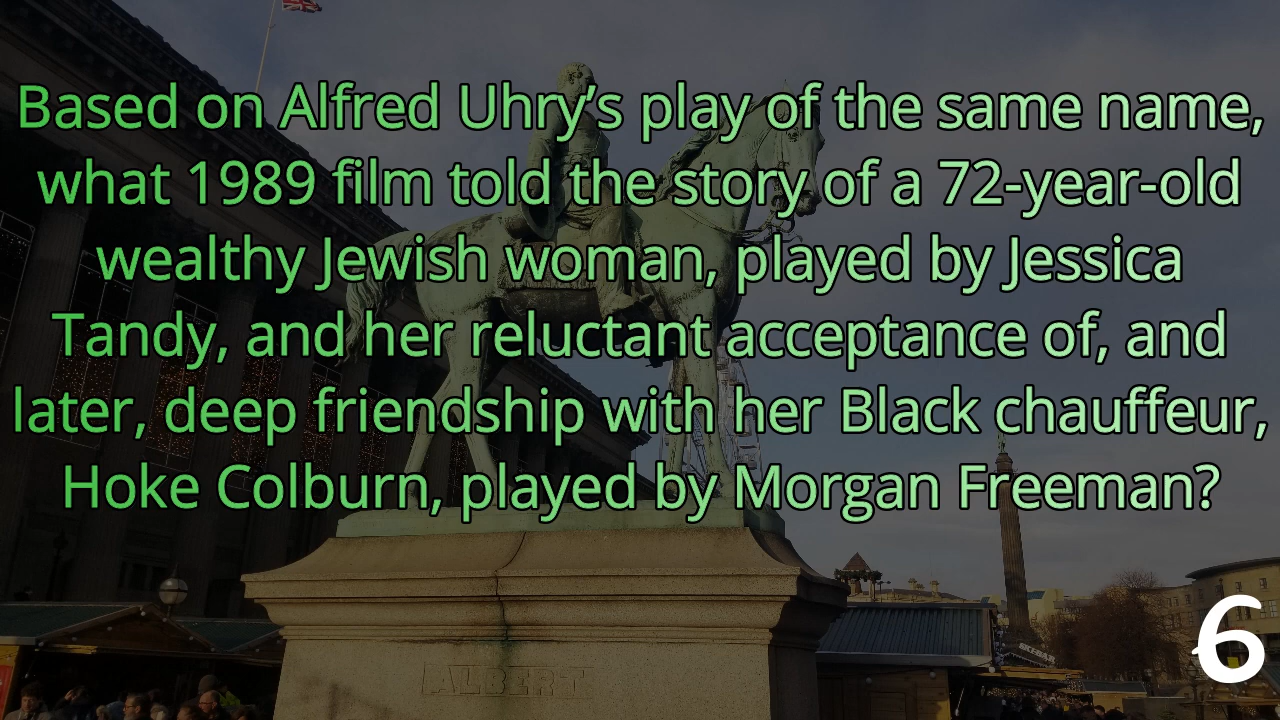 Based on Alfred Uhry’s play of the same name,
what 1989 film told the story of a 72-year-old
wealthy Jewish woman, played by Jessica
Tandy, and her reluctant acceptance of, and
later, deep friendship with her Black chauffeur,
Hoke Colburn, played by Morgan Freeman?
ALBERT
SKEBAR
6